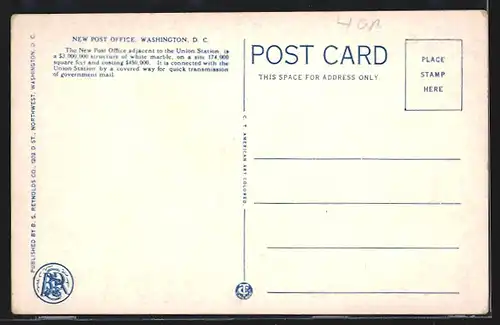 NEW POST OFFICE, WASHINGTON, D. C.
The New Post Office adjacent to the Union Station, is
a $3,000,000 structure of white marble, on a site 174,000
square feet and costing $450,000. It is connected with the
Union Station by a covered way for quick transmission
of government mail.
POST CARD
THIS SPACE FOR ADDRESS ONLY
PLACE
STAMP
HERE
PUBLISHED BY B. S. REYNOLDS CO., 1203 D ST., NORTHWEST, WASHINGTON, D. C.
C. T. AMERICAN ART COLORED